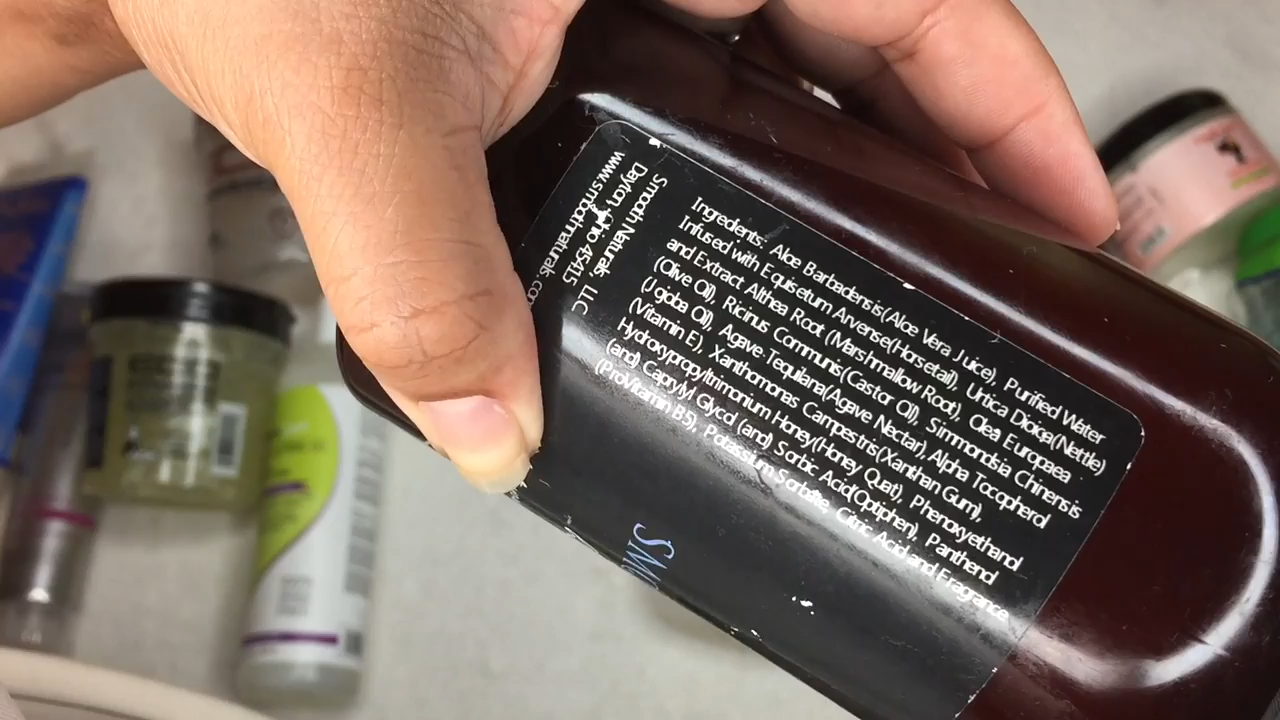 Ingredients: Aloe Barbadensis(Aloe Vera Juice), Purified Water
Infused with Equisetum Arvense(Horsetail), Urtica Dioica(Nettle)
and Extract Althea Root (Marshmallow Root), Olea Europaea
(Olive Oil), Ricinus Communis(Castor Oil), Simmondsia Chinensis
(Jojoba Oil), Agave Tequilana(Agave Nectar), Alpha Tocopherol
(Vitamin E), Xanthomonas Campestris(Xanthan Gum),
Hydroxypropyltrimonium Honey(Honey Quat), Phenoxyethanol
(and) Caprylyl Glycol (and) Sorbic Acid(Optiphen), Panthenol
(ProVitamin B5), Potassium Sorbate, Citric Acid and Fragrance
Smooth Naturals, LLC
Dayton, Ohio 45415
www.smoothnaturals.co
SMO